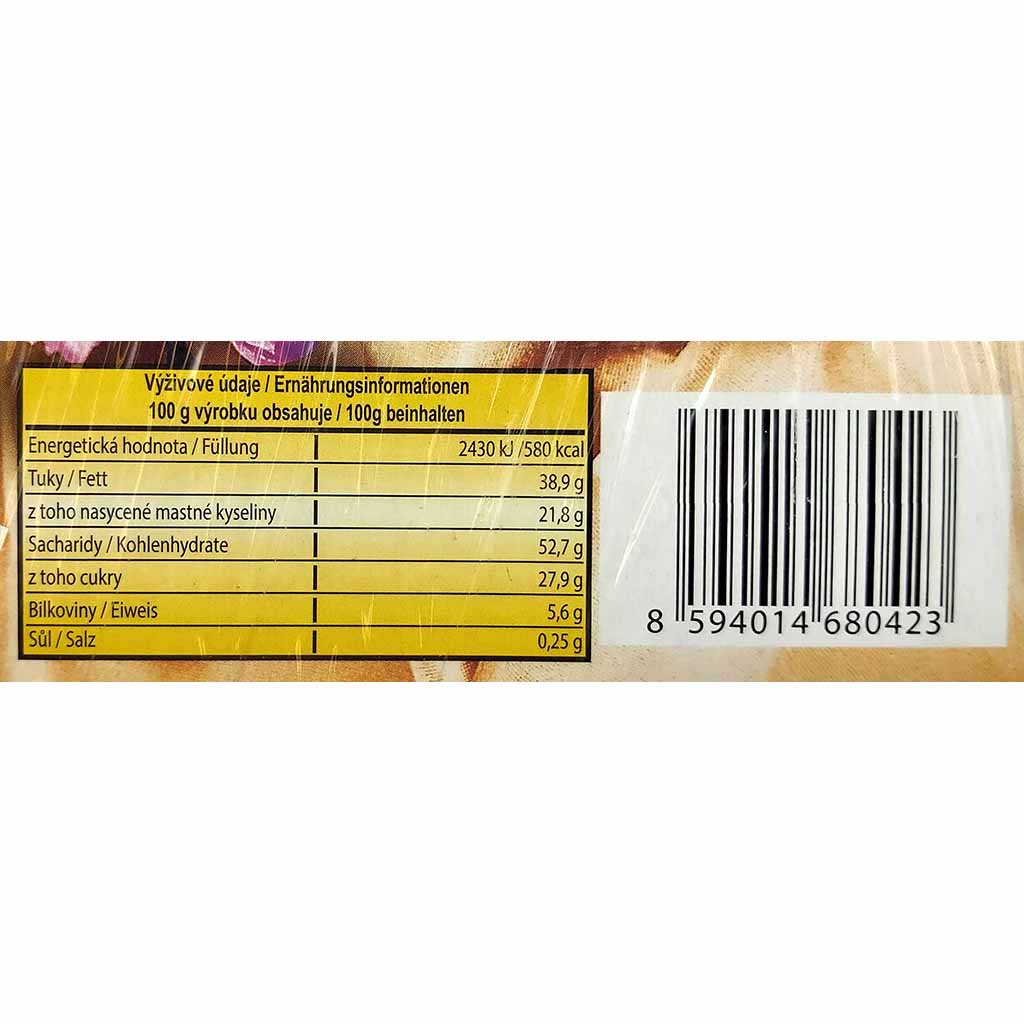 Výživové údaje / Ernährungsinformationen
100 g výrobku obsahuje / 100g beinhalten
Energetická hodnota / Füllung 2430 kJ /580 kcal
Tuky / Fett 38,9 g
z toho nasycené mastné kyseliny 21,8 g
Sacharidy / Kohlenhydrate 52,7 g
z toho cukry 27,9 g
Bilkoviny / Eiweis 5,6 g
Sůl / Salz 0,25 g
8 594014 680423